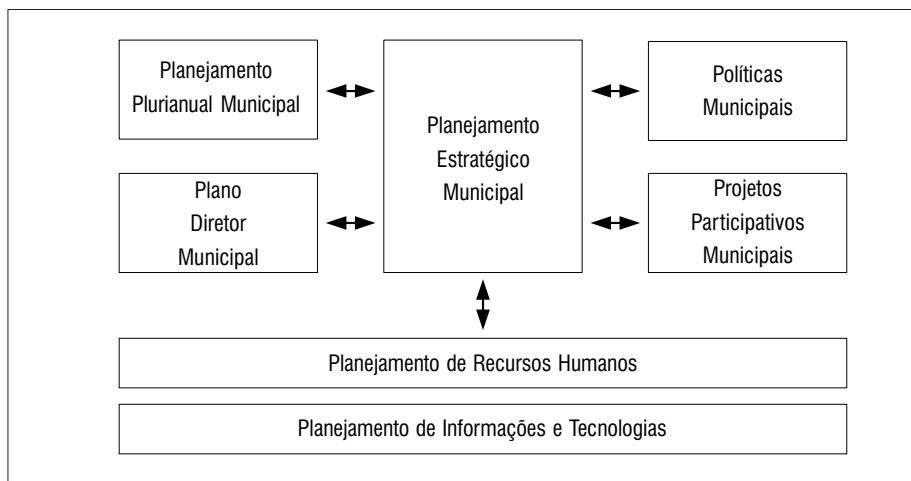 Planejamento
Plurianual Municipal
Plano
Diretor
Municipal
Planejamento
Estratégico
Municipal
Políticas
Municipais
Projetos
Participativos
Municipais
Planejamento de Recursos Humanos
Planejamento de Informações e Tecnologias